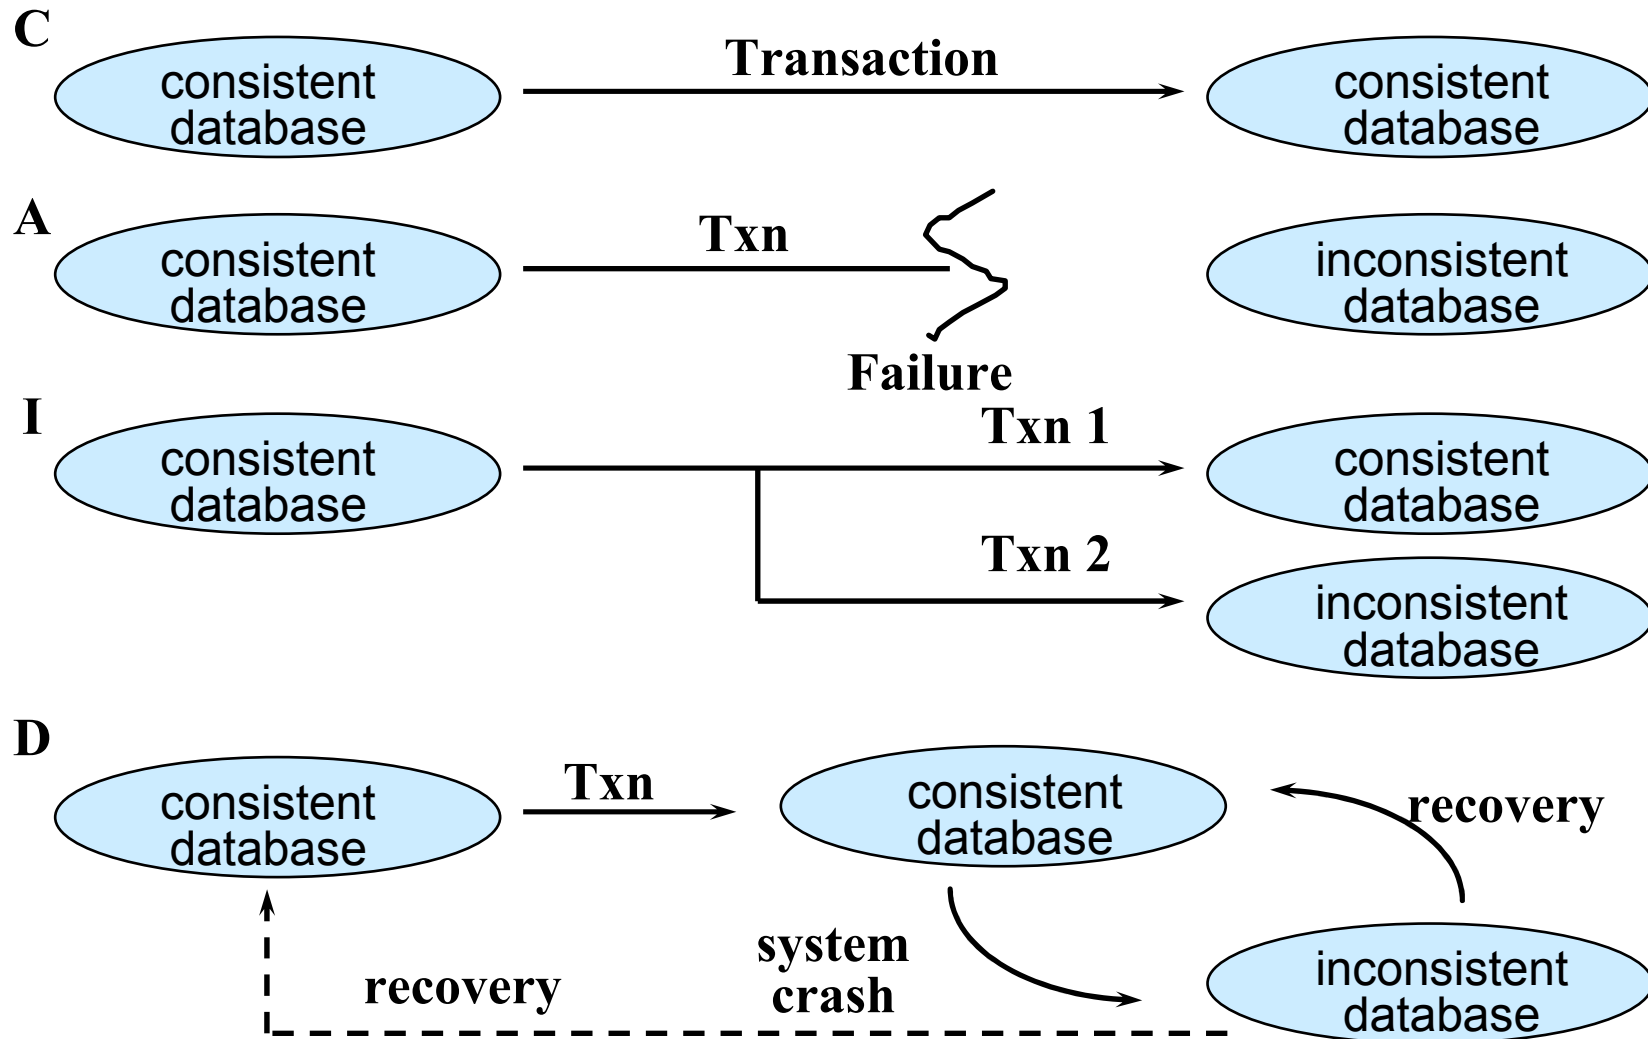 C
consistent
database
Transaction
consistent
database
A
consistent
database
Txn
Failure
inconsistent
database
I
consistent
database
Txn 1
consistent
database
Txn 2
inconsistent
database
D
consistent
database
Txn
consistent
database
recovery
system
crash
recovery
inconsistent
database